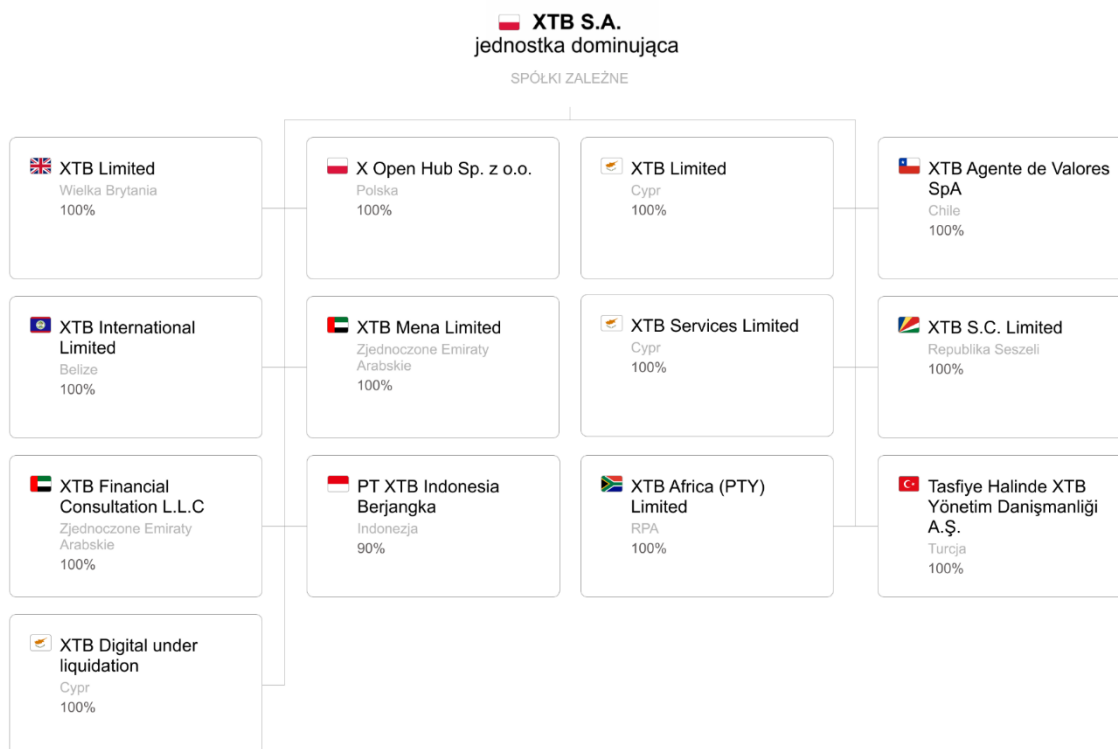 XTB S.A.
jednostka dominująca
SPÓŁKI ZALEŻNE
XTB Limited
Wielka Brytania
100%
X Open Hub Sp. z o.o.
Polska
100%
XTB Limited
Cypr
100%
XTB Agente de Valores
SpA
Chile
100%
XTB International
Limited
Belize
100%
XTB Mena Limited
Zjednoczone Emiraty
Arabskie
100%
XTB Services Limited
Cypr
100%
XTB S.C. Limited
Republika Seszeli
100%
XTB Financial
Consultation L.L.C
Zjednoczone Emiraty
Arabskie
100%
PT XTB Indonesia
Berjangka
Indonezja
90%
XTB Africa (PTY)
Limited
RPA
100%
Tasfiye Halinde XTB
Yönetim Danişmanliği
A.Ş.
Turcja
100%
XTB Digital under
liquidation
Cypr
100%